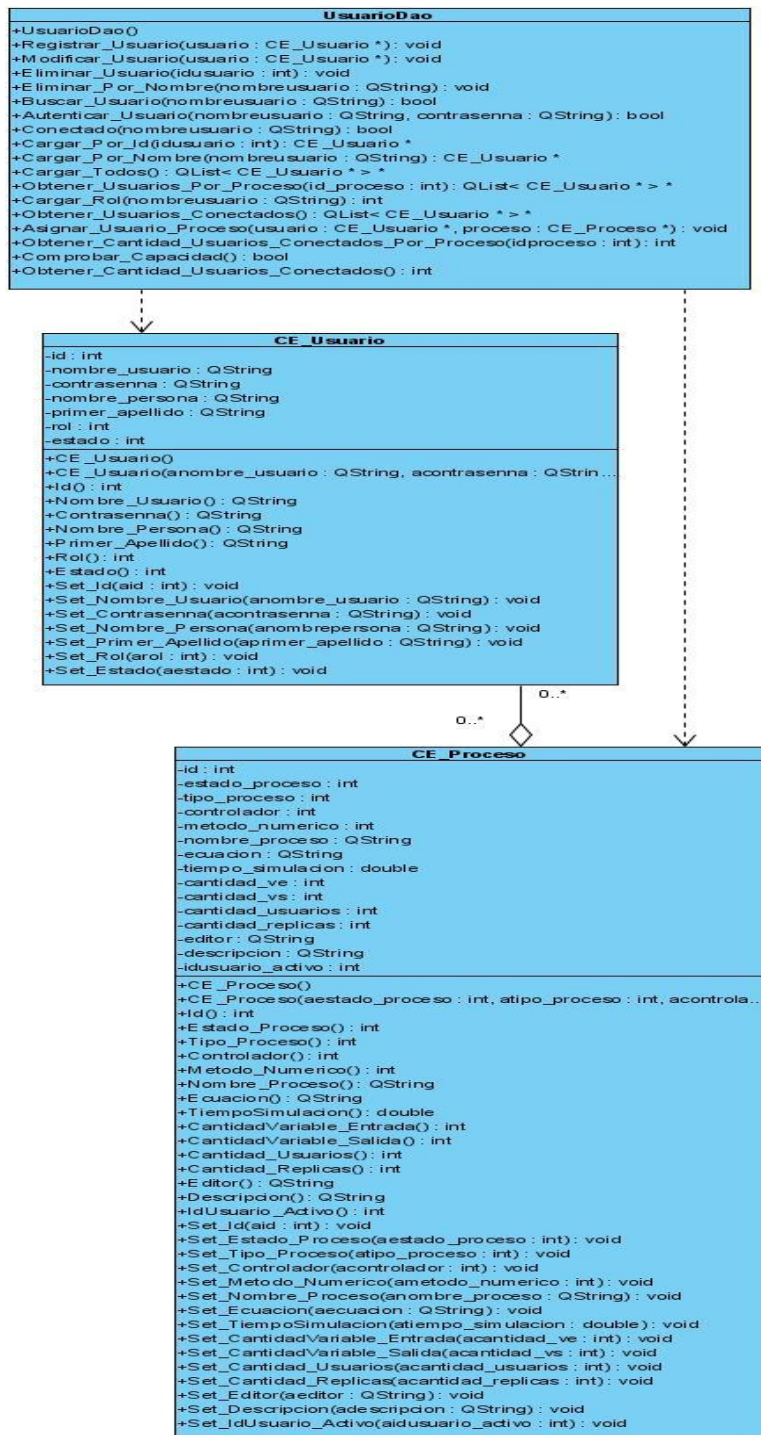 UsuarioDao
+UsuarioDao()
+Registrar_Usuario(usuario : CE_Usuario *) : void
+Modificar_Usuario(usuario : CE_Usuario *) : void
+Eliminar_Usuario(idusuario : int) : void
+Eliminar_Por_Nombre(nombreusuario : QString) : void
+Buscar_Usuario(nombreusuario : QString) : bool
+Autenticar_Usuario(nombreusuario : QString, contrasenna : QString) : bool
+Conectado(nombreusuario : QString) : bool
+Cargar_Por_Id(idusuario : int) : CE_Usuario *
+Cargar_Por_Nombre(nombreusuario : QString) : CE_Usuario *
+Cargar_Todos() : QList< CE_Usuario * > *
+Obtener_Usuarios_Por_Proceso(id_proceso : int) : QList< CE_Usuario * > *
+Cargar_Rol(nombreusuario : QString) : int
+Obtener_Usuarios_Conectados() : QList< CE_Usuario * > *
+Asignar_Usuario_Proceso(usuario : CE_Usuario *, proceso : CE_Proceso *) : void
+Obtener_Cantidad_Usuarios_Conectados_Por_Proceso(idproceso : int) : int
+Comprobar_Capacidad() : bool
+Obtener_Cantidad_Usuarios_Conectados() : int
CE_Usuario
-id : int
-nombre_usuario : QString
-contrasenna : QString
-nombre_persona : QString
-primer_apellido : QString
-rol : int
-estado : int
+CE_Usuario()
+CE_Usuario(anombre_usuario : QString, acontrasenna : QStrin...
+Id() : int
+Nombre_Usuario() : QString
+Contrasenna() : QString
+Nombre_Persona() : QString
+Primer_Apellido() : QString
+Rol() : int
+Estado() : int
+Set_Id(aid : int) : void
+Set_Nombre_Usuario(anombre_usuario : QString) : void
+Set_Contrasenna(acontrasenna : QString) : void
+Set_Nombre_Persona(anombrepersona : QString) : void
+Set_Primer_Apellido(aprimer_apellido : QString) : void
+Set_Rol(arol : int) : void
+Set_Estado(aestado : int) : void
0..*
0..*
CE_Proceso
-id : int
-estado_proceso : int
-tipo_proceso : int
-controlador : int
-metodo_numerico : int
-nombre_proceso : QString
-ecuacion : QString
-tiempo_simulacion : double
-cantidad_ve : int
-cantidad_vs : int
-cantidad_usuarios : int
-cantidad_replicas : int
-editor : QString
-descripcion : QString
-idusuario_activo : int
+CE_Proceso()
+CE_Proceso(aestado_proceso : int, atipo_proceso : int, acontrola...
+Id() : int
+Estado_Proceso() : int
+Tipo_Proceso() : int
+Controlador() : int
+Metodo_Numerico() : int
+Nombre_Proceso() : QString
+Ecuacion() : QString
+TiempoSimulacion() : double
+CantidadVariable_Entrada() : int
+CantidadVariable_Salida() : int
+Cantidad_Usuarios() : int
+Cantidad_Replicas() : int
+Editor() : QString
+Descripcion() : QString
+IdUsuario_Activo() : int
+Set_Id(aid : int) : void
+Set_Estado_Proceso(aestado_proceso : int) : void
+Set_Tipo_Proceso(atipo_proceso : int) : void
+Set_Controlador(acontrolador : int) : void
+Set_Metodo_Numerico(ametodo_numerico : int) : void
+Set_Nombre_Proceso(anombre_proceso : QString) : void
+Set_Ecuacion(aecuacion : QString) : void
+Set_TiempoSimulacion(atiempo_simulacion : double) : void
+Set_CantidadVariable_Entrada(acantidad_ve : int) : void
+Set_CantidadVariable_Salida(acantidad_vs : int) : void
+Set_Cantidad_Usuarios(acantidad_usuarios : int) : void
+Set_Cantidad_Replicas(acantidad_replicas : int) : void
+Set_Editor(aeditor : QString) : void
+Set_Descripcion(adescripcion : QString) : void
+Set_IdUsuario_Activo(aidusuario_activo : int) : void